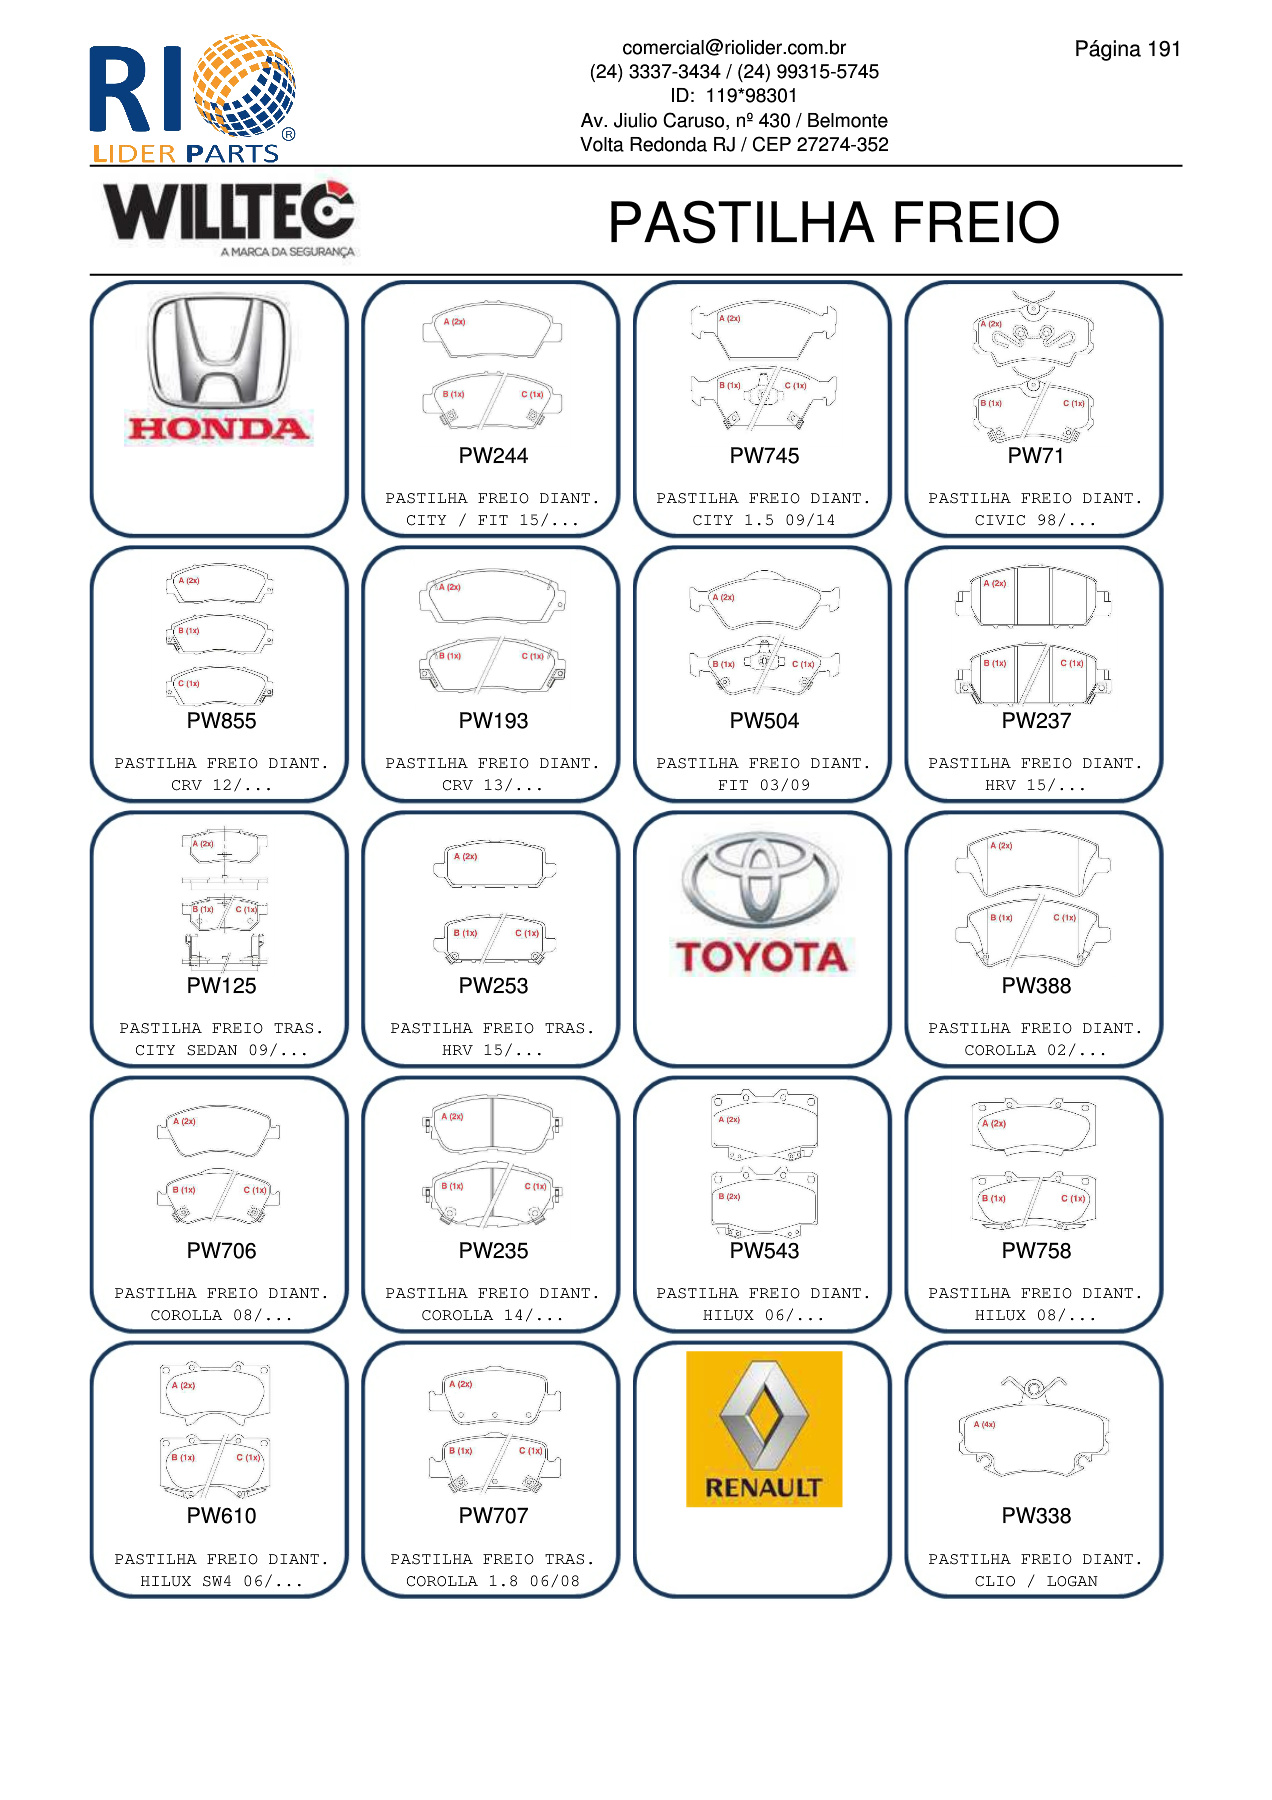 RIO
LIDER PARTS
®
comercial@riolider.com.br
(24) 3337-3434 / (24) 99315-5745
ID: 119*98301
Av. Jiulio Caruso, nº 430 / Belmonte
Volta Redonda RJ / CEP 27274-352
Página 191
WILLTEC
A MARCA DA SEGURANÇA
PASTILHA FREIO
HONDA
A (2x)
B (1x) C (1x)
PW244
PASTILHA FREIO DIANT.
CITY / FIT 15/...
A (2x)
B (1x) C (1x)
PW745
PASTILHA FREIO DIANT.
CITY 1.5 09/14
A (2x)
B (1x) C (1x)
PW71
PASTILHA FREIO DIANT.
CIVIC 98/...
A (2x)
B (1x)
C (1x)
PW855
PASTILHA FREIO DIANT.
CRV 12/...
A (2x)
B (1x) C (1x)
PW193
PASTILHA FREIO DIANT.
CRV 13/...
A (2x)
B (1x) C (1x)
PW504
PASTILHA FREIO DIANT.
FIT 03/09
A (2x)
B (1x) C (1x)
PW237
PASTILHA FREIO DIANT.
HRV 15/...
A (2x)
B (1x) C (1x)
PW125
PASTILHA FREIO TRAS.
CITY SEDAN 09/...
A (2x)
B (1x) C (1x)
PW253
PASTILHA FREIO TRAS.
HRV 15/...
TOYOTA
A (2x)
B (1x) C (1x)
PW388
PASTILHA FREIO DIANT.
COROLLA 02/...
A (2x)
B (1x) C (1x)
PW706
PASTILHA FREIO DIANT.
COROLLA 08/...
A (2x)
B (1x) C (1x)
PW235
PASTILHA FREIO DIANT.
COROLLA 14/...
A (2x)
B (2x)
PW543
PASTILHA FREIO DIANT.
HILUX 06/...
A (2x)
B (1x) C (1x)
PW758
PASTILHA FREIO DIANT.
HILUX 08/...
A (2x)
B (1x) C (1x)
PW610
PASTILHA FREIO DIANT.
HILUX SW4 06/...
A (2x)
B (1x) C (1x)
PW707
PASTILHA FREIO TRAS.
COROLLA 1.8 06/08
RENAULT
A (4x)
PW338
PASTILHA FREIO DIANT.
CLIO / LOGAN